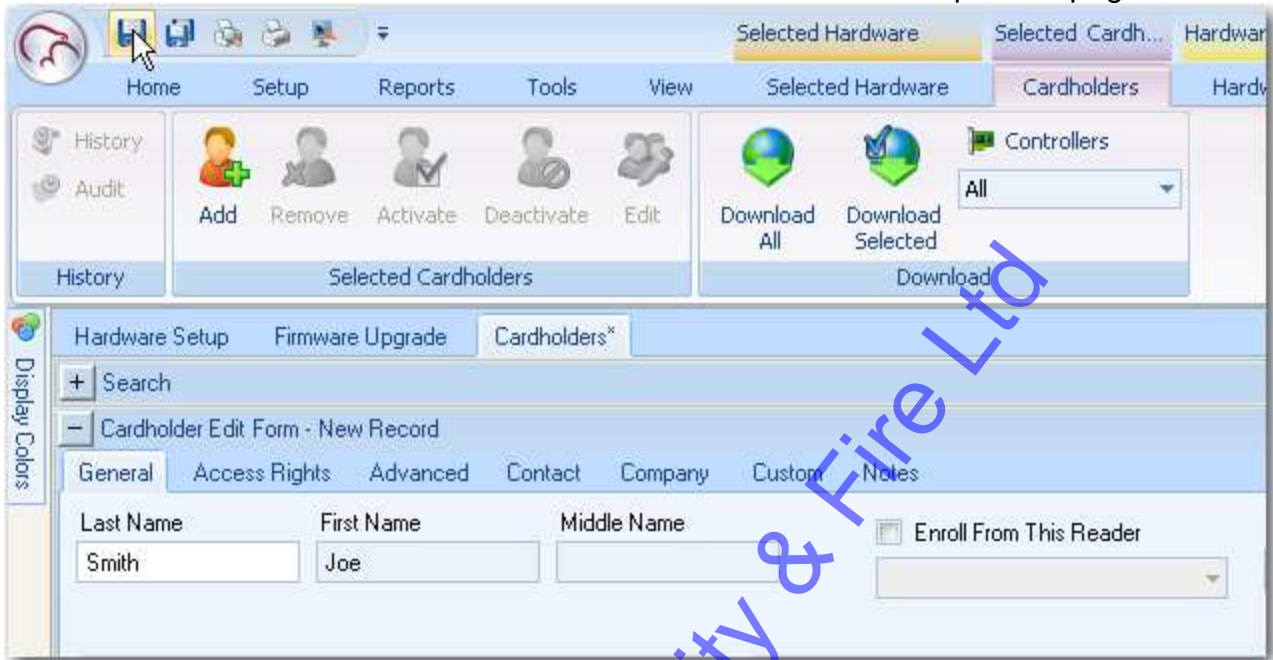 Selected Hardware Selected Cardh... Hardwar
Home Setup Reports Tools View Selected Hardware Cardholders Hardw
History
Audit
Add Remove Activate Deactivate Edit
Download All
Download Selected
Controllers
All
History Selected Cardholders Download
Display Colors
Hardware Setup Firmware Upgrade Cardholders*
+ Search
- Cardholder Edit Form - New Record
General Access Rights Advanced Contact Company Custom Notes
Last Name First Name Middle Name Enroll From This Reader
Smith Joe
ity & Fire Ltd